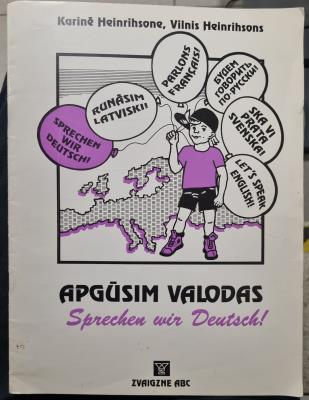 Karinē Heinrihsone, Vilnis Heinrihsons
SPRECHEN
WIR
DEUTSCH!
RUNĀSIM
LATVISKI!
PARLONS
FRANÇAIS!
БУДЕМ
ГОВОРИТЬ
ПО-РУССКИ!
SKA VI
PRATA
SVENSKA!
LET'S SPEAK
ENGLISH!
APGŪSIM VALODAS
Sprechen wir Deutsch!
ZVAIGZNE ABC